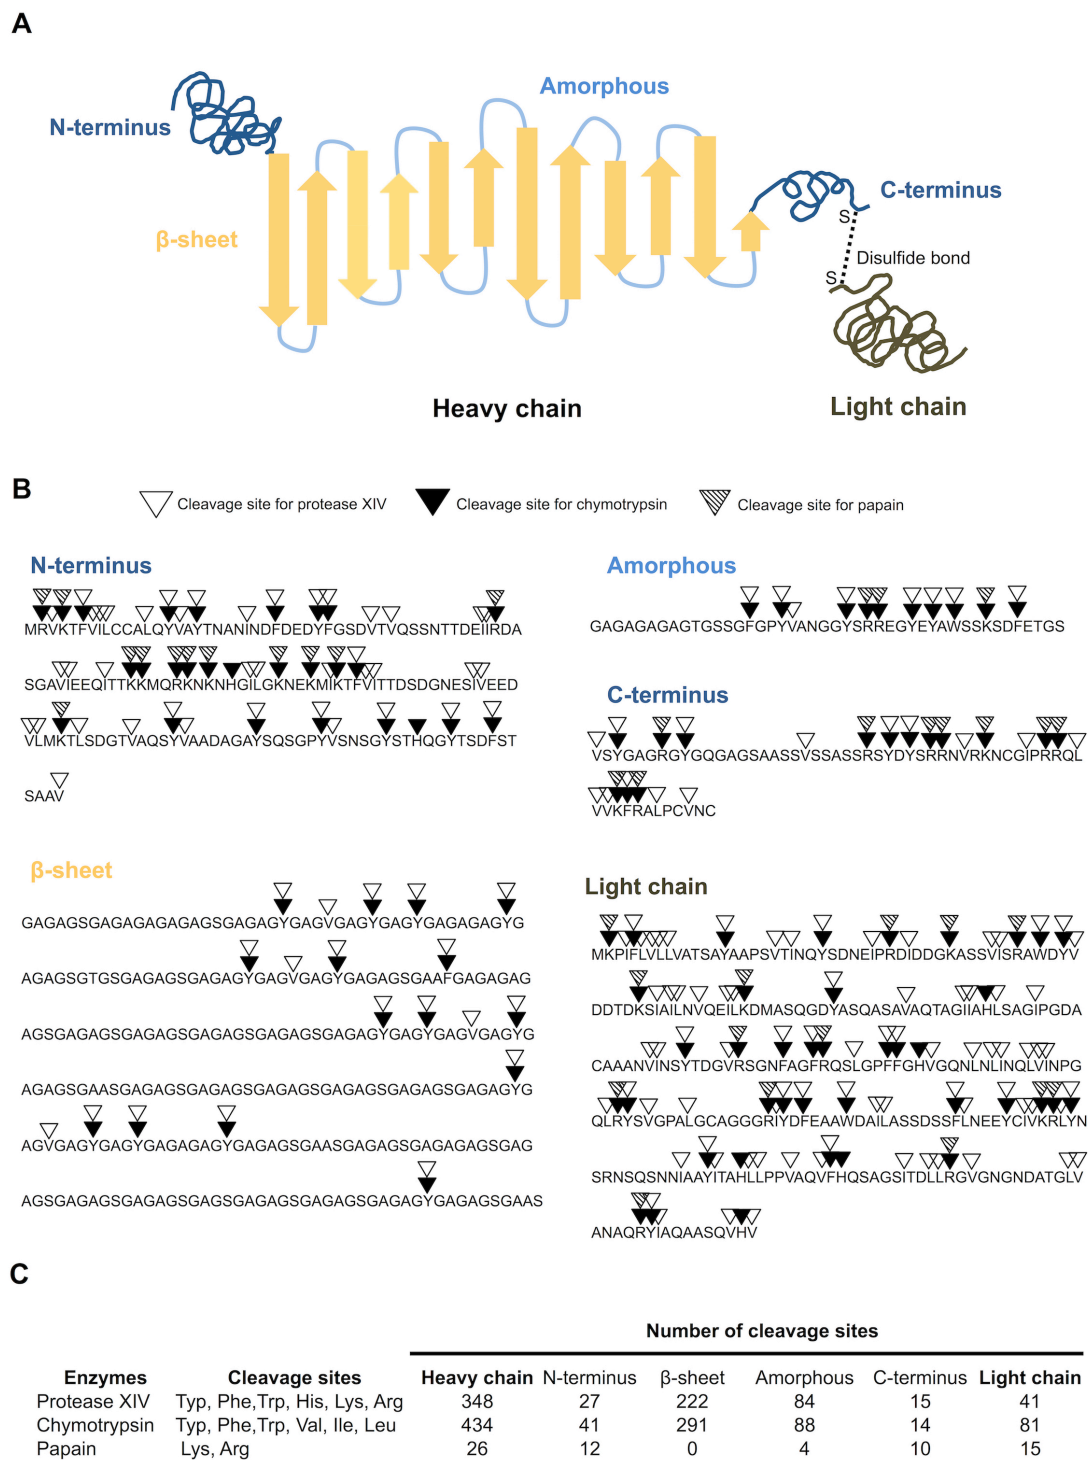 A
Amorphous
N-terminus
C-terminus
β-sheet
S
Disulfide bond
S
Heavy chain
Light chain
B
Cleavage site for protease XIV
Cleavage site for chymotrypsin
Cleavage site for papain
N-terminus
MRVKTFVILCCALQYVAYTNANINDFDEDYFGSDVTVQSSNTTDEIIRDA
SGAVIEEQITTKKMQRKNKNHGILGKNEKMIKTFVITTDSDGNESIVEED
VLMKTLSDGTVAQSYVAADAGAYSQSGPYVSNSGYSTHQGYTSDFST
SAAV
β-sheet
GAGAGSGAGAGAGAGAGSGAGAGYGAGVGAGYGAGYGAGAGAGYG
AGAGSGTGSGAGAGSGAGAGYGAGVGAGYGAGAGSGAAFGAGAGAG
AGSGAGAGSGAGAGSGAGAGSGAGAGSGAGAGYGAGYGAGVGAGYG
AGAGSGAASGAGAGSGAGAGSGAGAGSGAGAGSGAGAGSGAGAGYG
AGVGAGYGAGYGAGAGAGYGAGAGSGAASGAGAGSGAGAGAGSGAG
AGSGAGAGSGAGAGSGAGAGSGAGAGSGAGAGYGAGAGSGAAS
Amorphous
GAGAGAGAGTGSSGFGPYVANGGYSRREGYEYAWSSKSDFETGS
C-terminus
VSYGAGRGYGQGAGSAASSVSSASSRSYDYSRRNVRKNCGIPRRQL
VVKFRALPCVNC
Light chain
MKPIFLVLLVATSAYAAPSVTINQYSDNEIPRDIDDGKASSVISRAWDYV
DDTDKSIAILNVQEILKDMASQGDYASQASAVAQTAGIIAHLSAGIPGDA
CAAANVINSYTDGVRSGNFAGFRQSLGPFFGHVGQNLNLINQLVINPG
QLRYSVGPALGCAGGGRIYDFEAAWDAILASSDSSFLNEEYCIVKRLYN
SRNSQSNNIAAYITAHLLPPVAQVFHQSAGSITDLLRGVGNGNDATGLV
ANAQRYIAQAASQVHV
C
Number of cleavage sites
Enzymes Cleavage sites Heavy chain N-terminus β-sheet Amorphous C-terminus Light chain
Protease XIV Typ, Phe,Trp, His, Lys, Arg 348 27 222 84 15 41
Chymotrypsin Typ, Phe,Trp, Val, Ile, Leu 434 41 291 88 14 81
Papain Lys, Arg 26 12 0 4 10 15